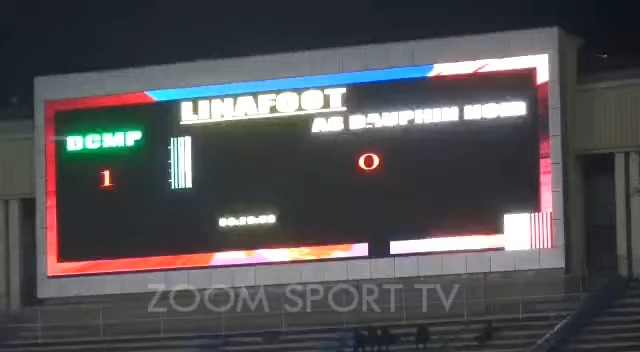 LINAFOOT
DCMP
AS DAUPHIN NOIR
1
0
ZOOM SPORT TV